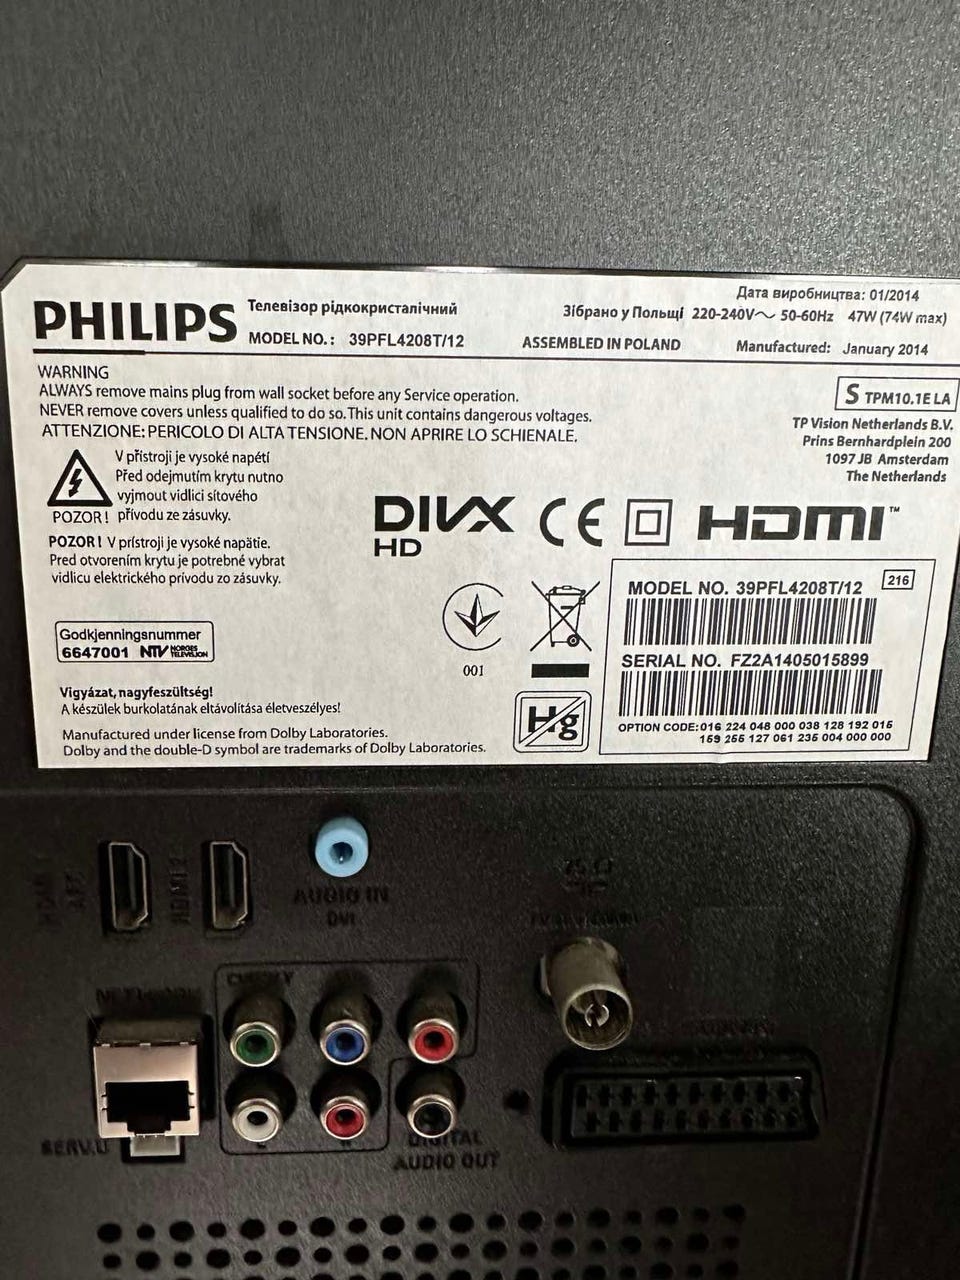 PHILIPS
Телевізор рідкокристалічний
MODEL NO.: 39PFL4208T/12
Зібрано у Польщі 220-240V~ 50-60Hz 47W (74W max)
ASSEMBLED IN POLAND
Дата виробництва: 01/2014
Manufactured: January 2014
WARNING
ALWAYS remove mains plug from wall socket before any Service operation.
NEVER remove covers unless qualified to do so. This unit contains dangerous voltages.
ATTENZIONE: PERICOLO DI ALTA TENSIONE. NON APRIRE LO SCHIENALE.
S TPM10.1E LA
TP Vision Netherlands B.V.
Prins Bernhardplein 200
1097 JB Amsterdam
The Netherlands
V přístroji je vysoké napětí
Před odejmutím krytu nutno
vyjmout vidlici síťového
POZOR! přívodu ze zásuvky.
POZOR! V prístroji je vysoké napätie.
Pred otvorením krytu je potrebné vybrat
vidlicu elektrického prívodu zo zásuvky.
DIVX
HD
CE
HDMI™
Godkjenningsnummer
6647001 NTV NORGES
TELEVISJON
001
Hg
MODEL NO. 39PFL4208T/12
216
SERIAL NO. FZ2A1405015899
OPTION CODE: 016 224 048 000 038 128 192 015
159 255 127 061 235 004 000 000
Vigyázat, nagyfeszültség!
A készülek burkolatának eltávolítása életveszélyes!
Manufactured under license from Dolby Laboratories.
Dolby and the double-D symbol are trademarks of Dolby Laboratories.
HDMI 2
AUDIO IN
DVI
75 Ω
NETWORK
SERV.U
L
DIGITAL
AUDIO OUT